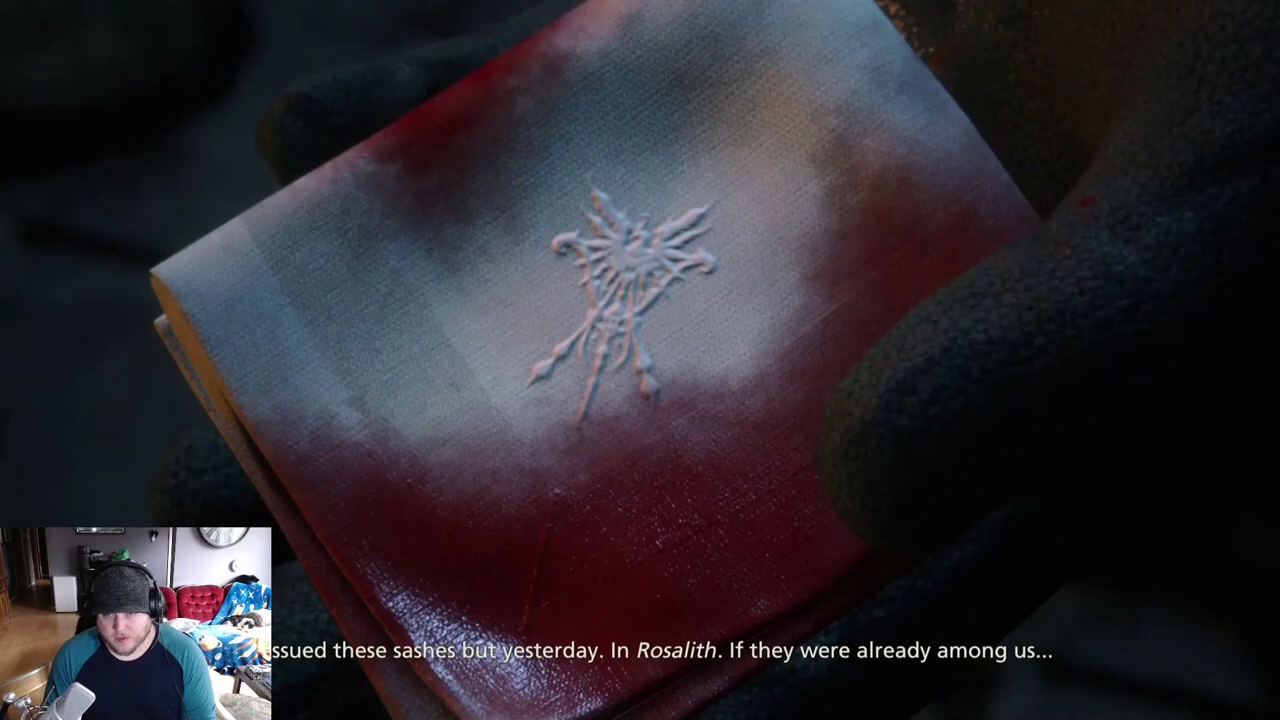 ssued these sashes but yesterday. In Rosalith. If they were already among us...